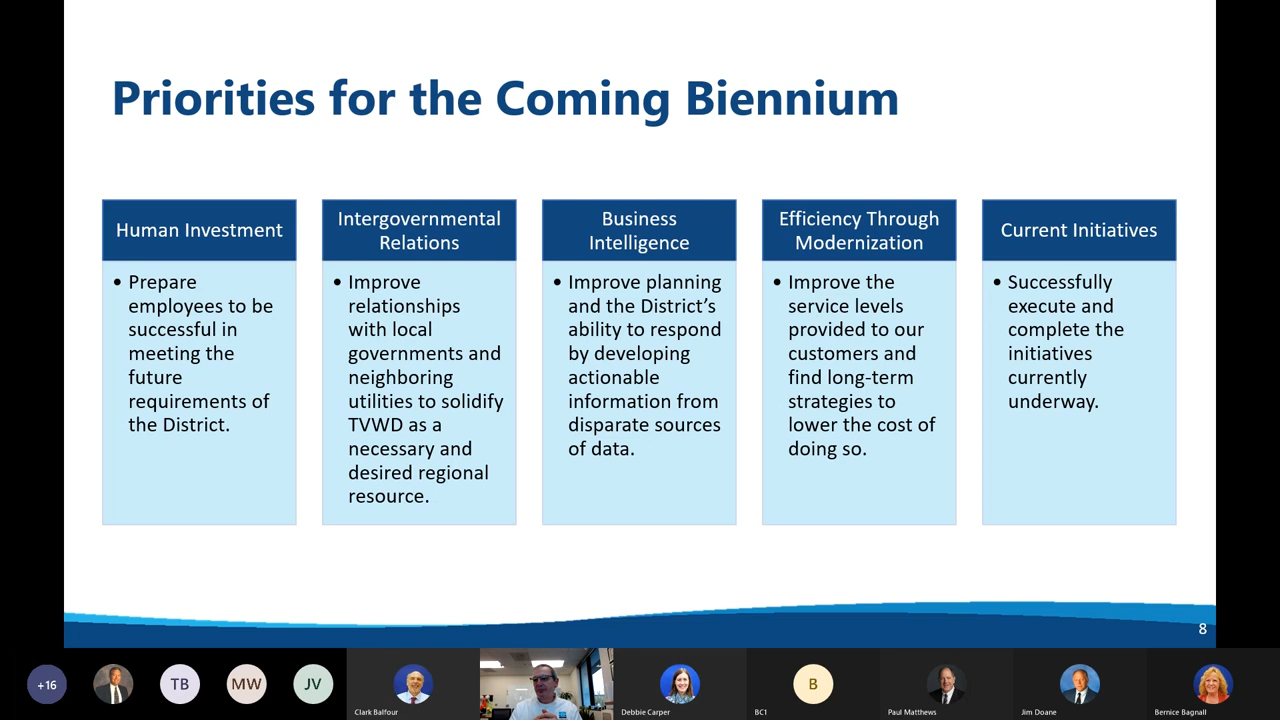 Priorities for the Coming Biennium
Human Investment
• Prepare
employees to be
successful in
meeting the
future
requirements of
the District.
Intergovernmental
Relations
• Improve
relationships
with local
governments and
neighboring
utilities to solidify
TVWD as a
necessary and
desired regional
resource.
Business
Intelligence
• Improve planning
and the District's
ability to respond
by developing
actionable
information from
disparate sources
of data.
Efficiency Through
Modernization
• Improve the
service levels
provided to our
customers and
find long-term
strategies to
lower the cost of
doing so.
Current Initiatives
• Successfully
execute and
complete the
initiatives
currently
underway.
8
+16
TB
MW
JV
Clark Balfour
Debbie Carper
B
BC1
Paul Matthews
Jim Doane
Bernice Bagnall